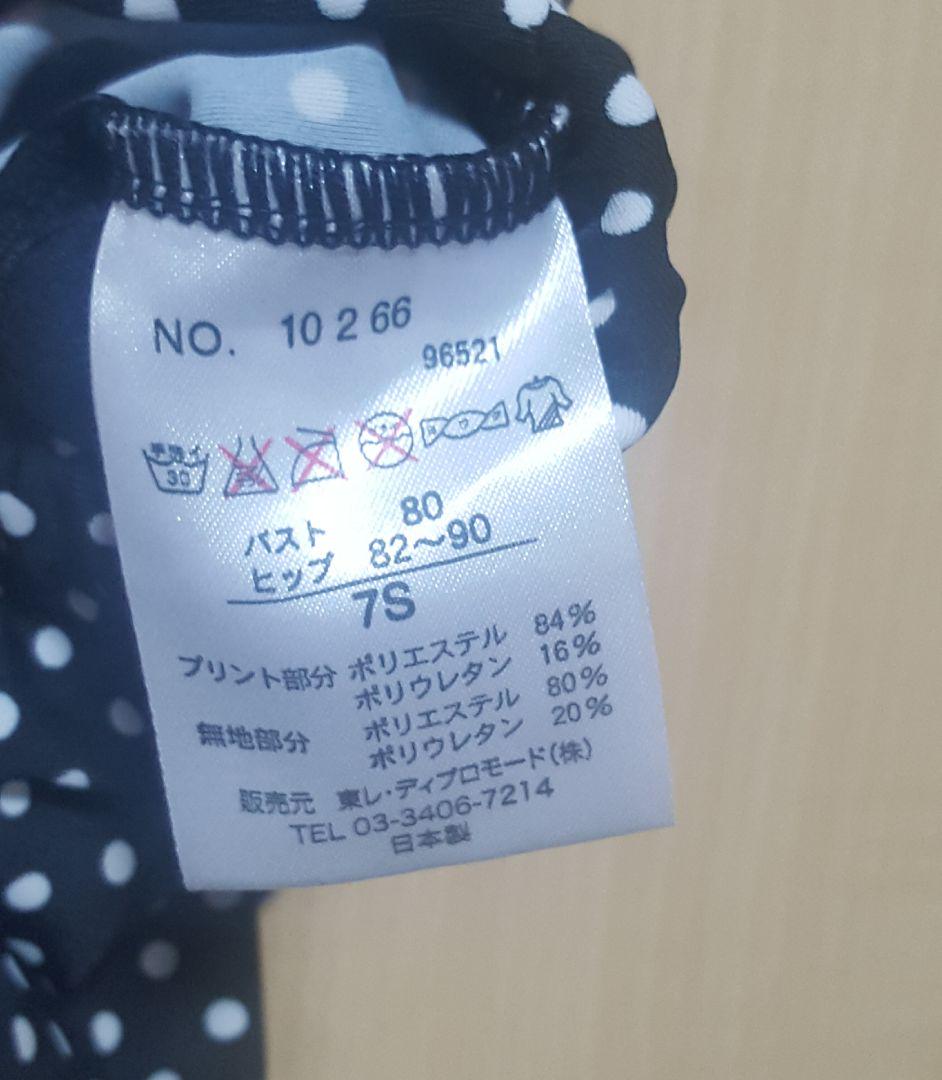 NO. 10 2 66
96521
手洗イ
30
バスト 80
ヒップ 82〜90
7S
プリント部分 ポリエステル 84%
ポリウレタン 16%
無地部分 ポリエステル 80%
ポリウレタン 20%
販売元 東レ・ディプロモード(株)
TEL 03-3406-7214
日本製